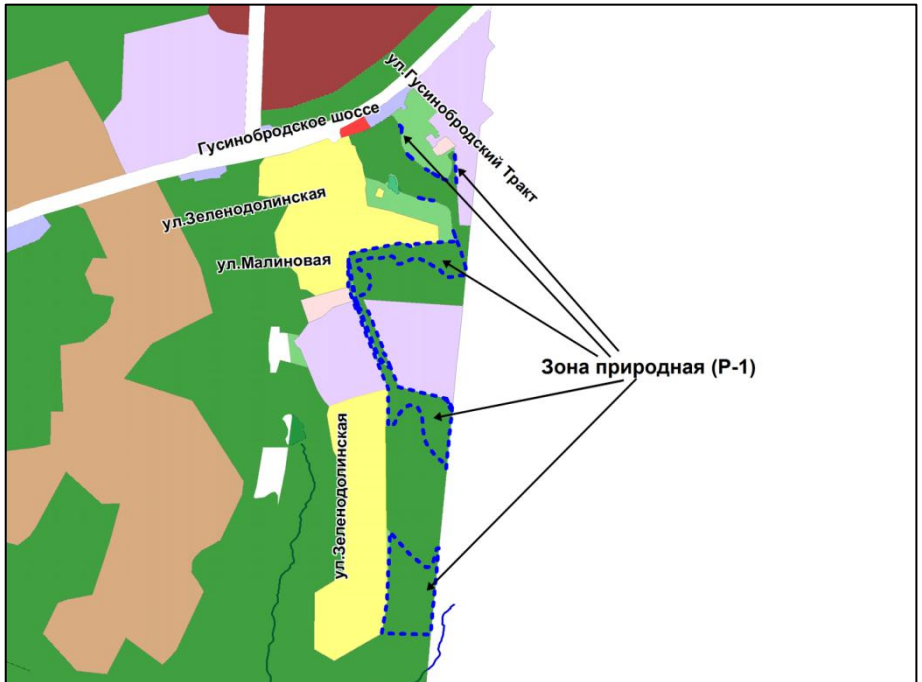 Гусинобродское шоссе
ул.Гусинобродский Тракт
ул.Зеленодолинская
ул.Малиновая
Зона природная (Р-1)
ул.Зеленодолинская